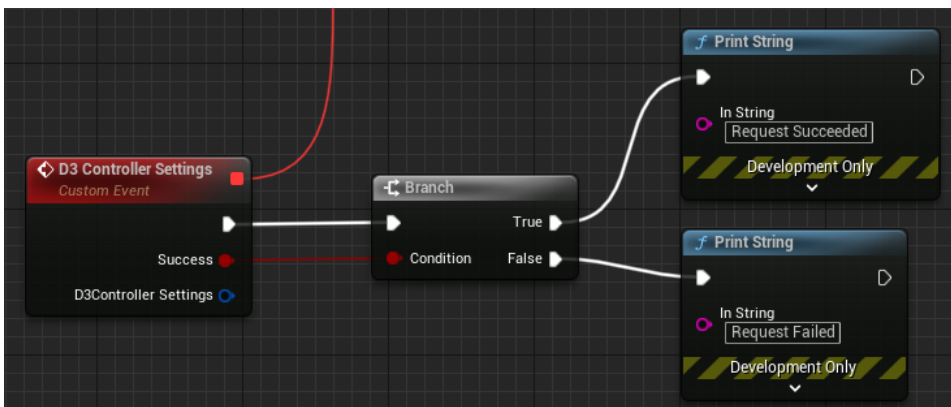 D3 Controller Settings
Custom Event
Success
D3Controller Settings
Branch
True
Condition
False
f Print String
In String
Request Succeeded
Development Only
f Print String
In String
Request Failed
Development Only